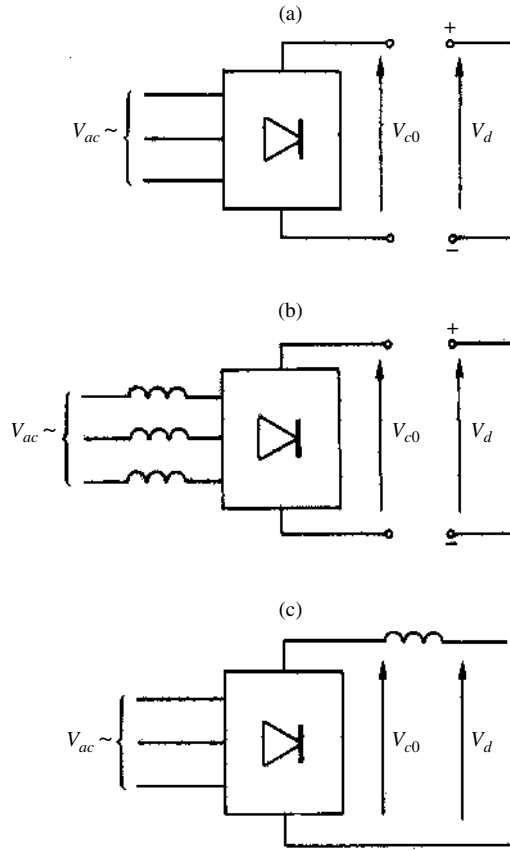 (a)
+
V_ac ~ V_c0 V_d
−
(b)
+
V_ac ~ V_c0 V_d
−
(c)
V_ac ~ V_c0 V_d